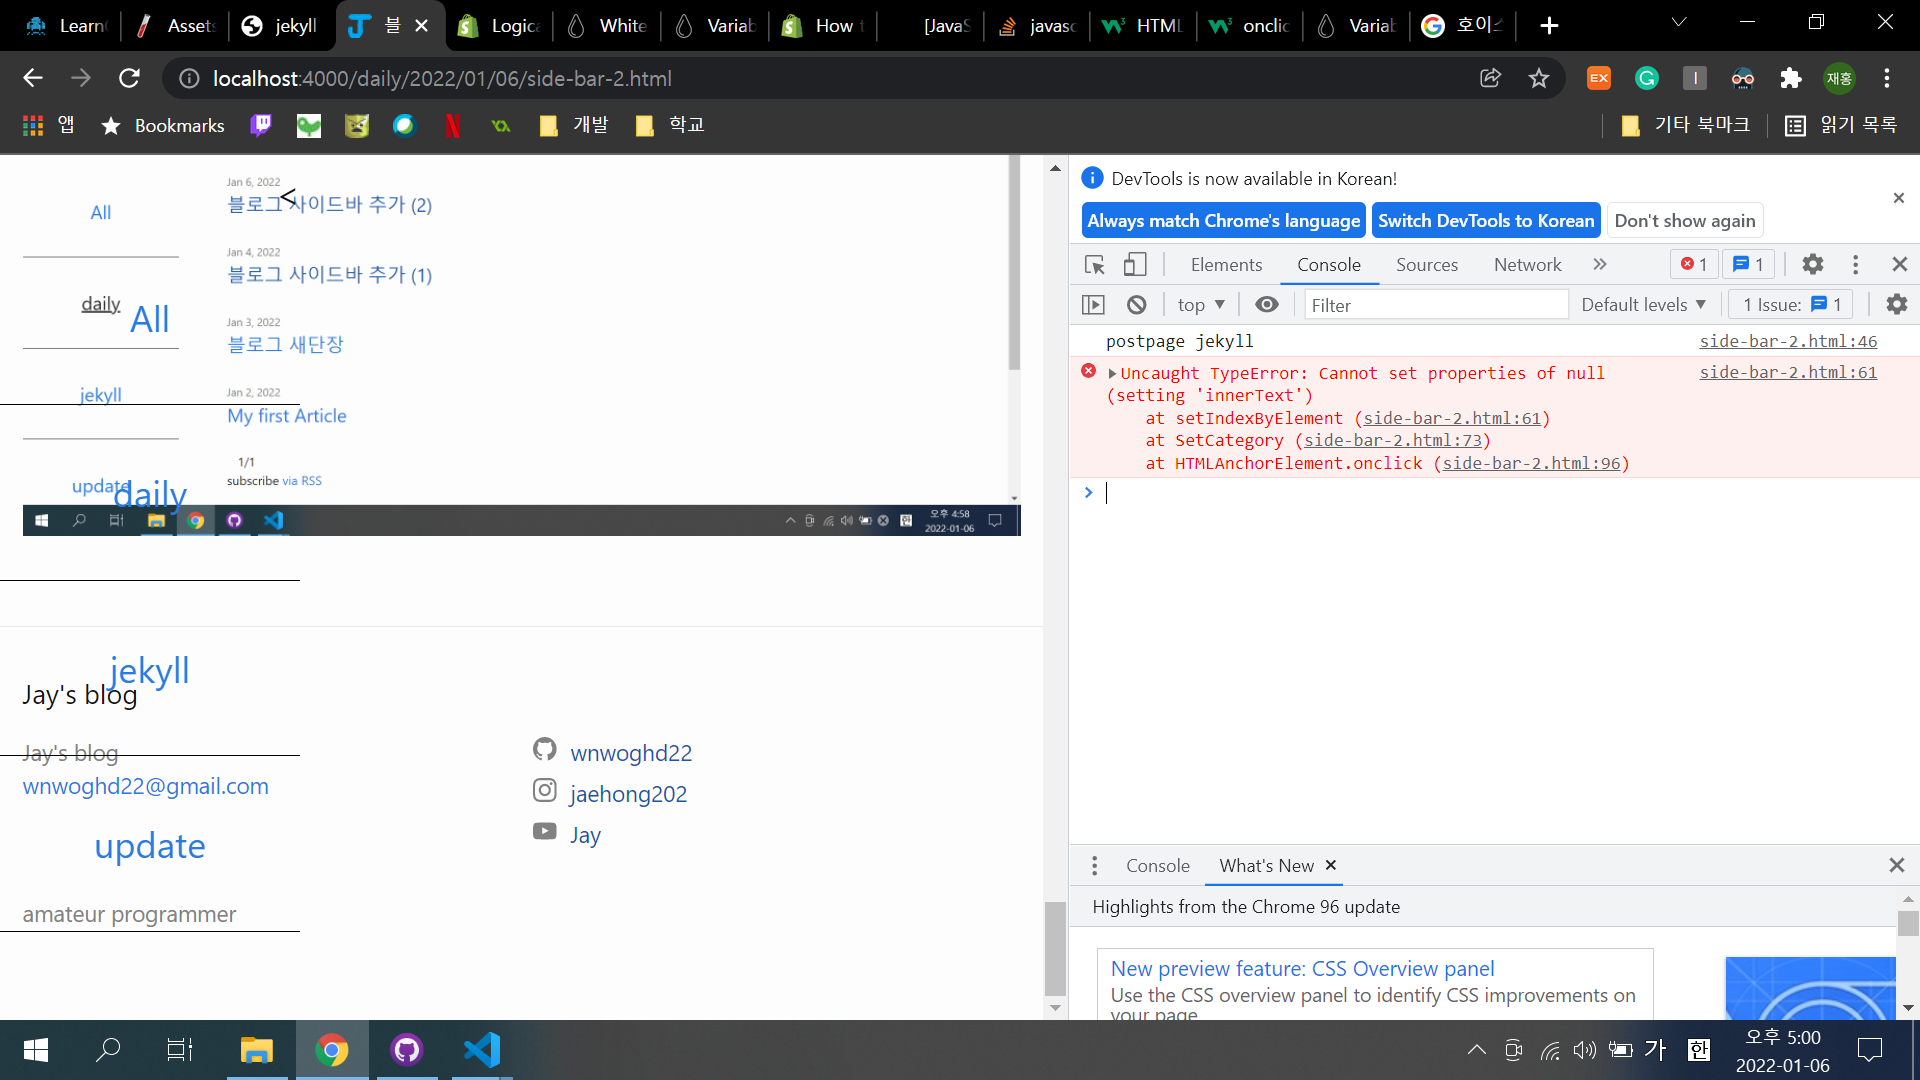 Learn
Assets
jekyll
블
Logica
White
Variab
How t
[JavaS
javasc
HTML
onclic
Variab
호이스
localhost:4000/daily/2022/01/06/side-bar-2.html
EX
재홍
앱
Bookmarks
개발
학교
기타 북마크
읽기 목록
Jan 6, 2022
블로그 사이드바 추가 (2)
<
Jan 4, 2022
블로그 사이드바 추가 (1)
Jan 3, 2022
블로그 새단장
Jan 2, 2022
My first Article
1/1
subscribe via RSS
All
daily
jekyll
update
오후 4:58
2022-01-06
All
daily
jekyll
update
Jay's blog
Jay's blog
wnwoghd22@gmail.com
wnwoghd22
jaehong202
Jay
amateur programmer
DevTools is now available in Korean!
Always match Chrome's language
Switch DevTools to Korean
Don't show again
Elements
Console
Sources
Network
1
1
top
Filter
Default levels
1 Issue: 1
postpage jekyll
side-bar-2.html:46
Uncaught TypeError: Cannot set properties of null
side-bar-2.html:61
(setting 'innerText')
at setIndexByElement (side-bar-2.html:61)
at SetCategory (side-bar-2.html:73)
at HTMLAnchorElement.onclick (side-bar-2.html:96)
Console
What's New
Highlights from the Chrome 96 update
New preview feature: CSS Overview panel
Use the CSS overview panel to identify CSS improvements on
your page
가
한
오후 5:00
2022-01-06